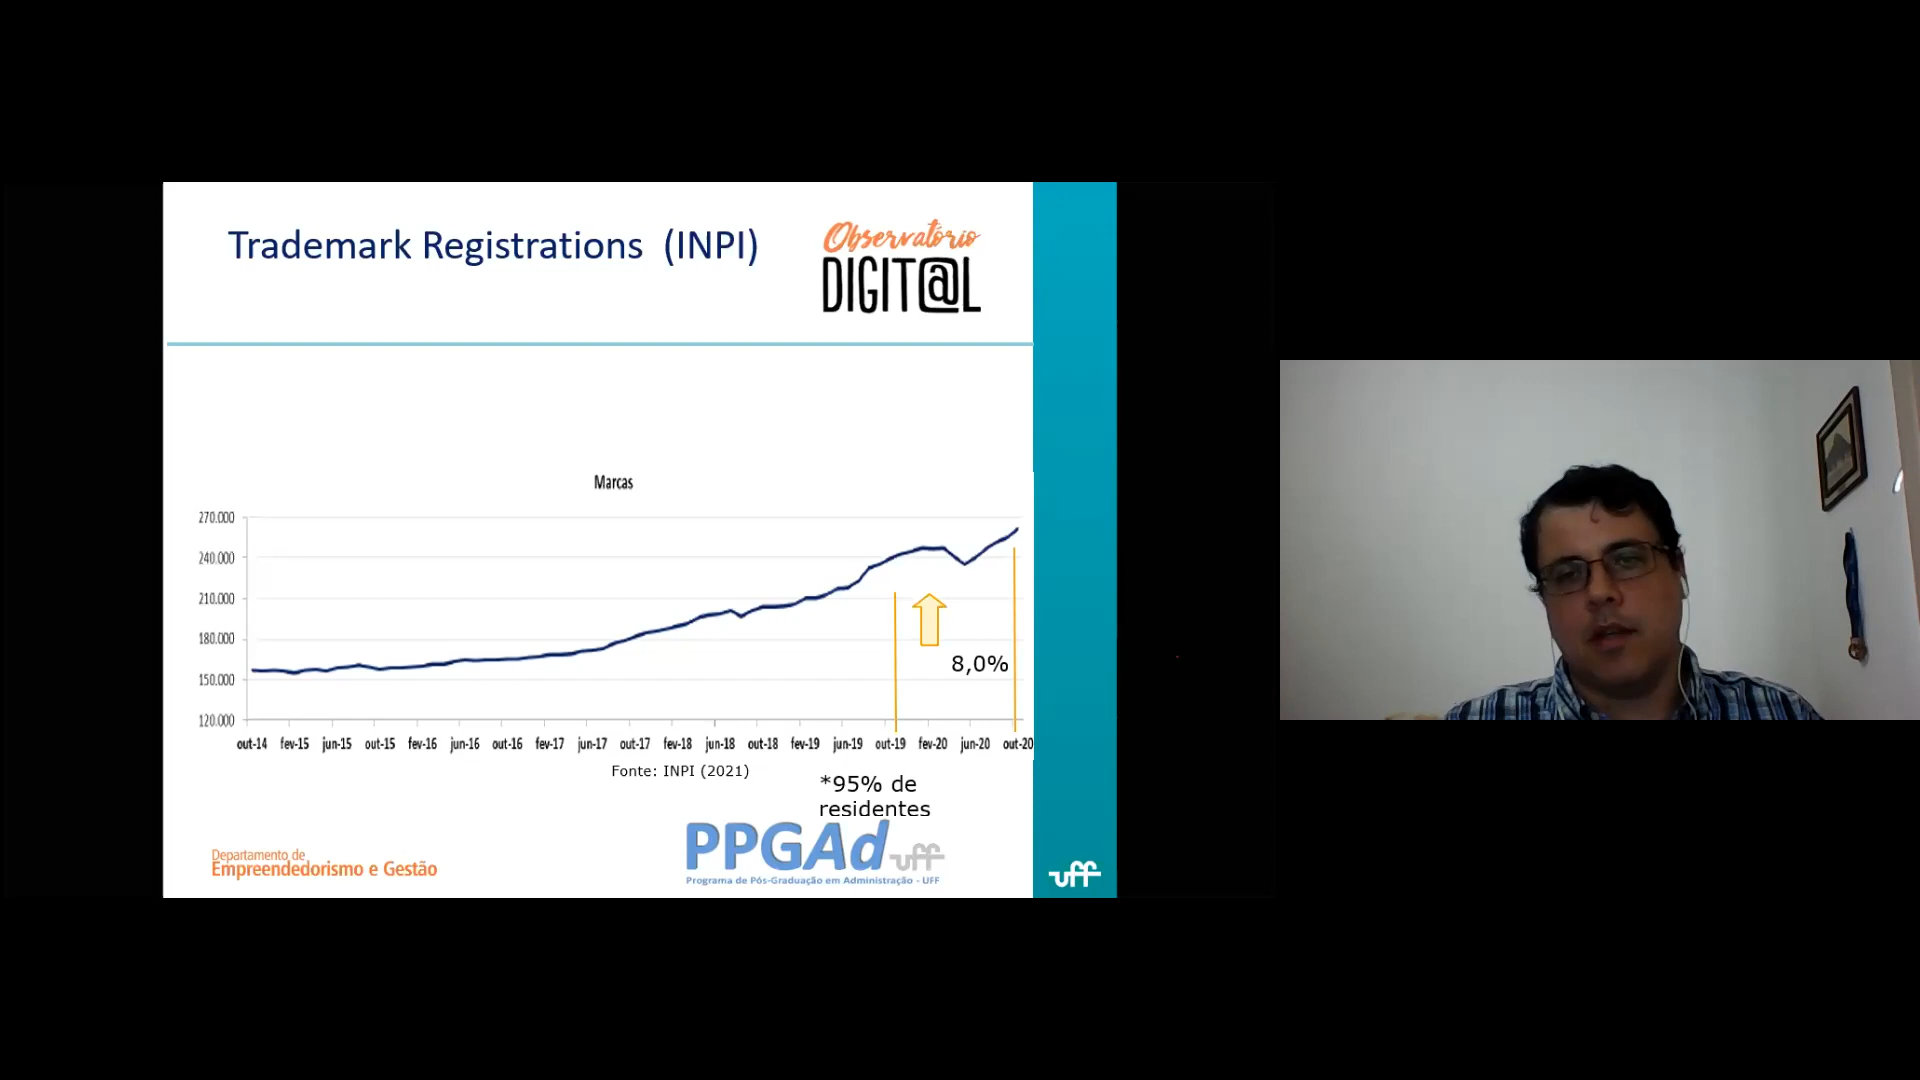 Trademark Registrations (INPI)
Observatório
DIGIT@L
Marcas
270.000
240.000
210.000
180.000
150.000
120.000
8,0%
out-14 fev-15 jun-15 out-15 fev-16 jun-16 out-16 fev-17 jun-17 out-17 fev-18 jun-18 out-18 fev-19 jun-19 out-19 fev-20 jun-20 out-20
Fonte: INPI (2021)
*95% de
residentes
Departamento de
Empreendedorismo e Gestão
PPGAd uff
Programa de Pós-Graduação em Administração - UFF
uff